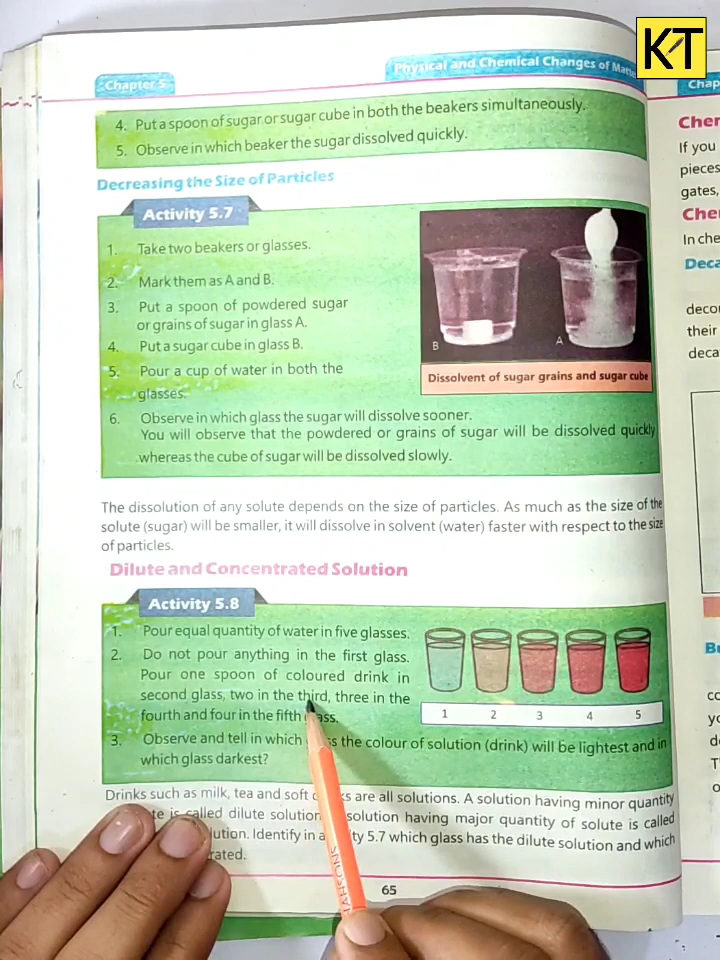 KT
Chapter 5
Physical and Chemical Changes of
4. Put a spoon of sugar or sugar cube in both the beakers simultaneously.
5. Observe in which beaker the sugar dissolved quickly.
Decreasing the Size of Particles
Activity 5.7
1. Take two beakers or glasses.
2. Mark them as A and B.
3. Put a spoon of powdered sugar
or grains of sugar in glass A.
4. Put a sugar cube in glass B.
5. Pour a cup of water in both the
glasses.
B A
Dissolvent of sugar grains and sugar cube
6. Observe in which glass the sugar will dissolve sooner.
You will observe that the powdered or grains of sugar will be dissolved quickly
whereas the cube of sugar will be dissolved slowly.
The dissolution of any solute depends on the size of particles. As much as the size of the
solute (sugar) will be smaller, it will dissolve in solvent (water) faster with respect to the size
of particles.
Dilute and Concentrated Solution
Activity 5.8
1. Pour equal quantity of water in five glasses.
2. Do not pour anything in the first glass.
Pour one spoon of coloured drink in
second glass, two in the third, three in the
fourth and four in the fifth
1 2 3 4 5
3. Observe and tell in which the colour of solution (drink) will be lightest and in
which glass darkest?
Drinks such as milk, tea and soft are all solutions. A solution having minor quantity
is called dilute solution solution having major quantity of solute is called
Identify in 5.7 which glass has the dilute solution and which
65
If you
pieces
gates,
In che